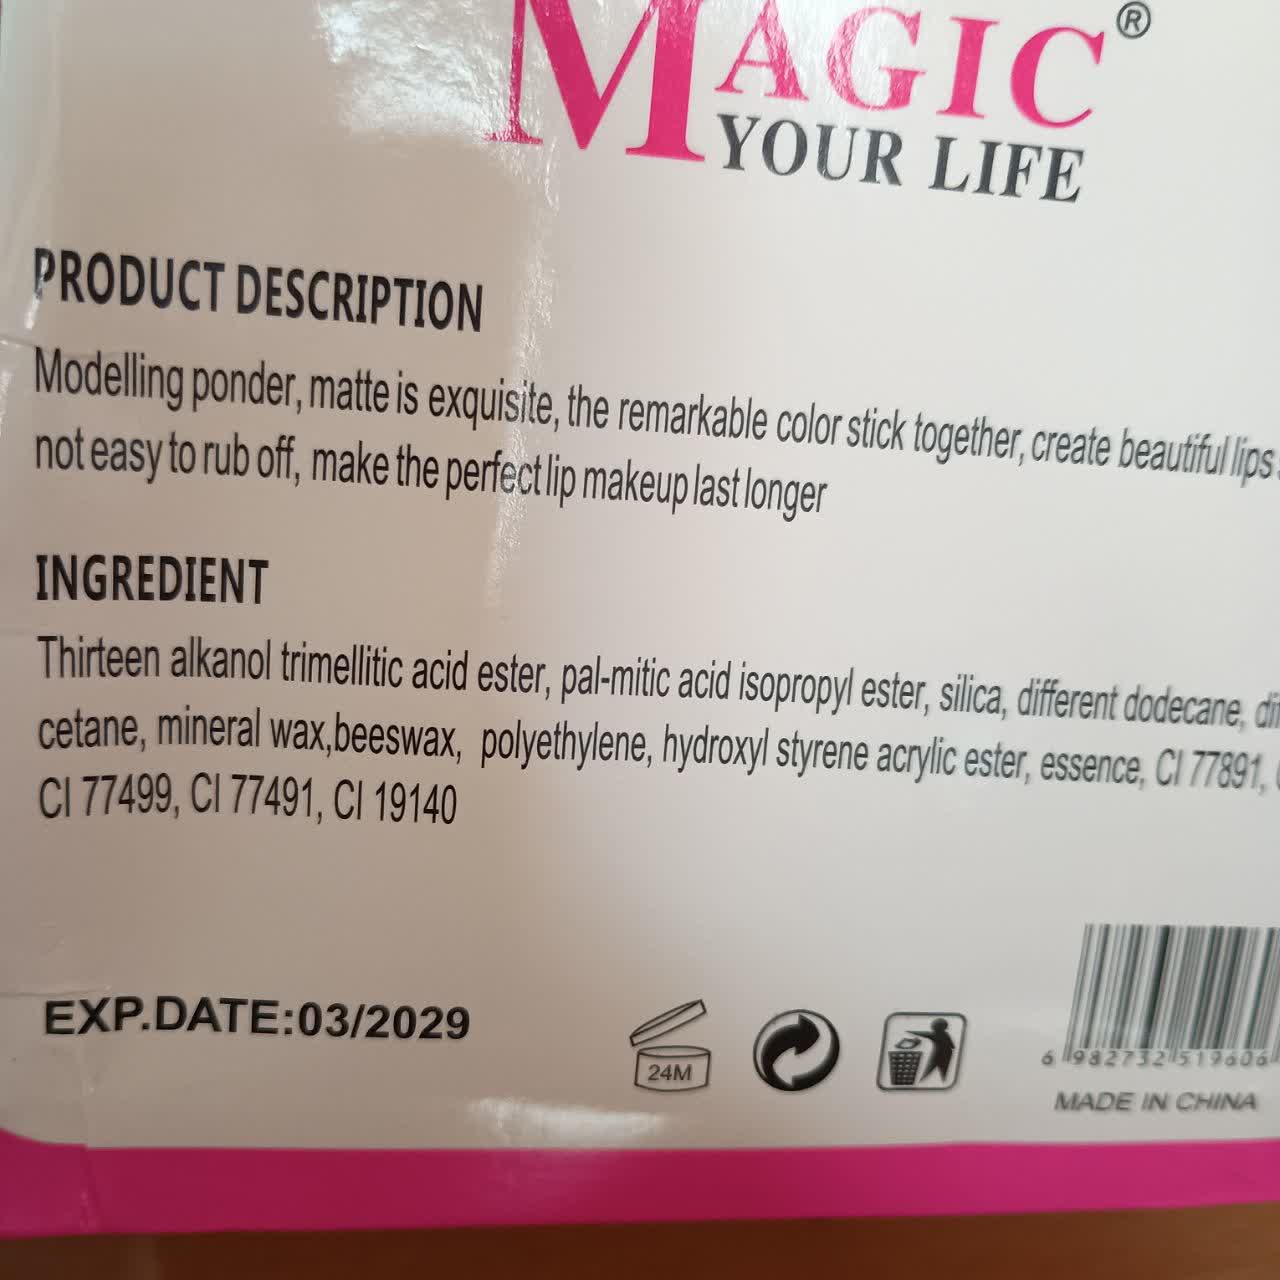 MAGIC®
YOUR LIFE
PRODUCT DESCRIPTION
Modelling ponder, matte is exquisite, the remarkable color stick together, create beautiful lips
not easy to rub off, make the perfect lip makeup last longer
INGREDIENT
Thirteen alkanol trimellitic acid ester, pal-mitic acid isopropyl ester, silica, different dodecane,
cetane, mineral wax,beeswax, polyethylene, hydroxyl styrene acrylic ester, essence, CI 77891,
CI 77499, CI 77491, CI 19140
EXP.DATE:03/2029
24M
6 982732 519606
MADE IN CHINA